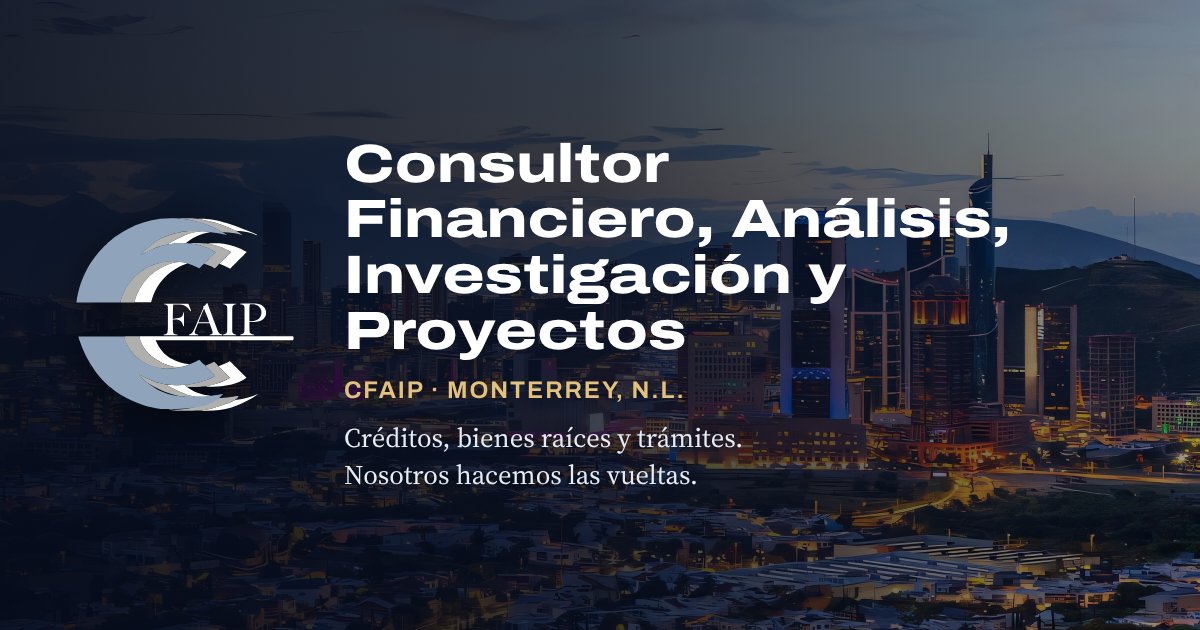 FAIP
Consultor
Financiero, Análisis,
Investigación y
Proyectos
CFAIP · MONTERREY, N.L.
Créditos, bienes raíces y trámites.
Nosotros hacemos las vueltas.